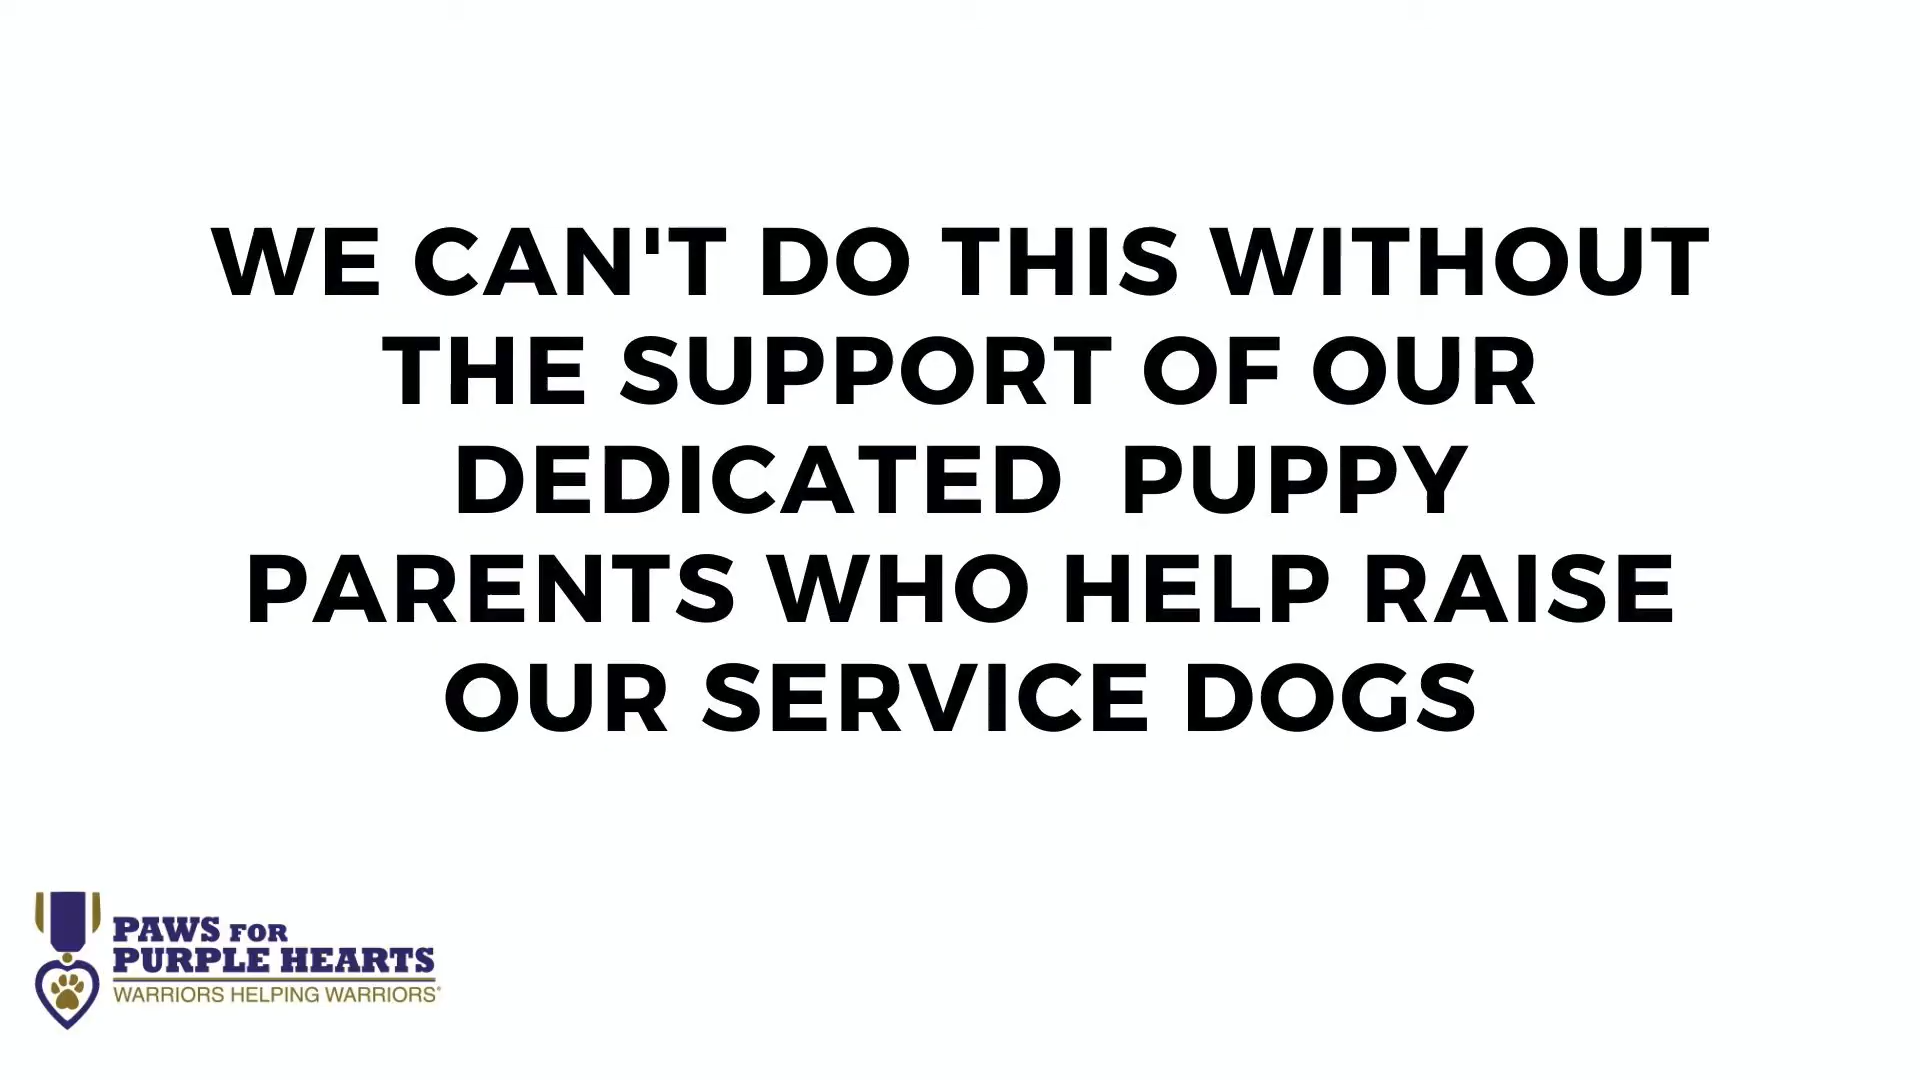 WE CAN'T DO THIS WITHOUT
THE SUPPORT OF OUR
DEDICATED  PUPPY
PARENTS WHO HELP RAISE
OUR SERVICE DOGS
PAWS FOR
PURPLE HEARTS
WARRIORS HELPING WARRIORS®